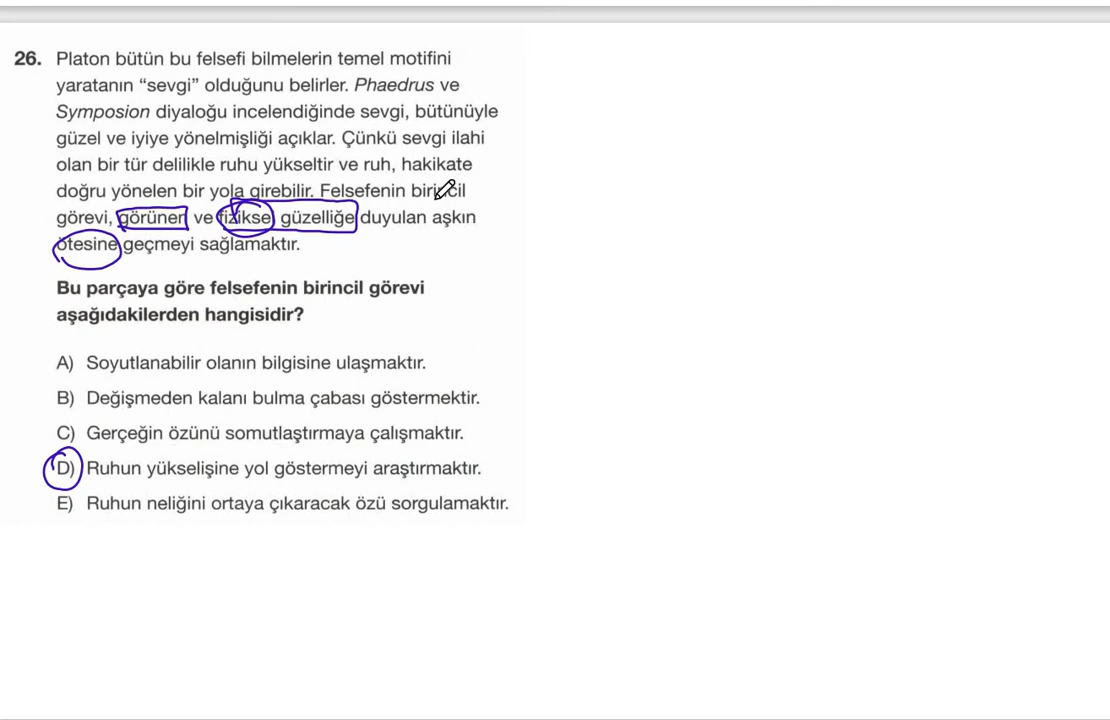 26. Platon bütün bu felsefi bilmelerin temel motifini
yaratanın “sevgi” olduğunu belirler. Phaedrus ve
Symposion diyaloğu incelendiğinde sevgi, bütünüyle
güzel ve iyiye yönelmişliği açıklar. Çünkü sevgi ilahi
olan bir tür delilikle ruhu yükseltir ve ruh, hakikate
doğru yönelen bir yola girebilir. Felsefenin birincil
görevi, görünen ve fiziksel güzelliğe duyulan aşkın
ötesine geçmeyi sağlamaktır.
Bu parçaya göre felsefenin birincil görevi
aşağıdakilerden hangisidir?
A) Soyutlanabilir olanın bilgisine ulaşmaktır.
B) Değişmeden kalanı bulma çabası göstermektir.
C) Gerçeğin özünü somutlaştırmaya çalışmaktır.
D) Ruhun yükselişine yol göstermeyi araştırmaktır.
E) Ruhun neliğini ortaya çıkaracak özü sorgulamaktır.